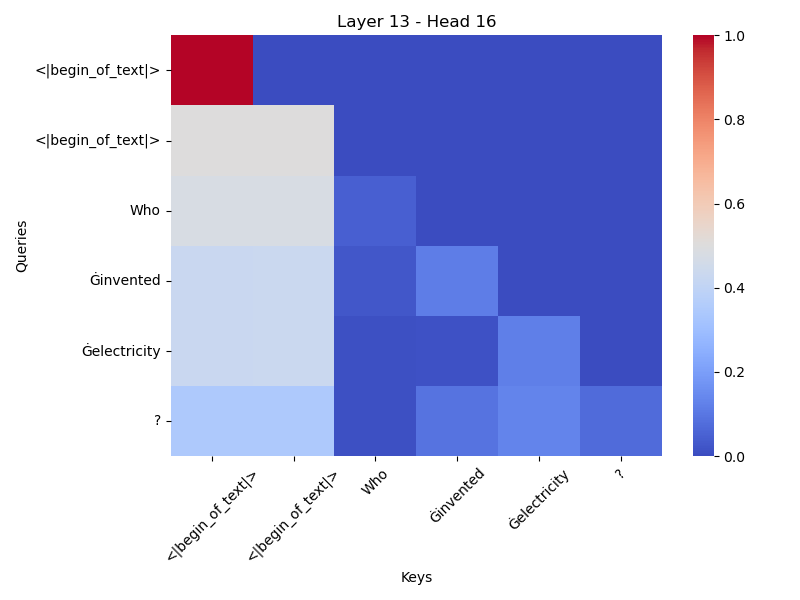 Layer 13 - Head 16
<|begin_of_text|>
<|begin_of_text|>
Who
Ġinvented
Ġelectricity
?
Queries
<|begin_of_text|>
<|begin_of_text|>
Who
Ġinvented
Ġelectricity
?
Keys
1.0
0.8
0.6
0.4
0.2
0.0